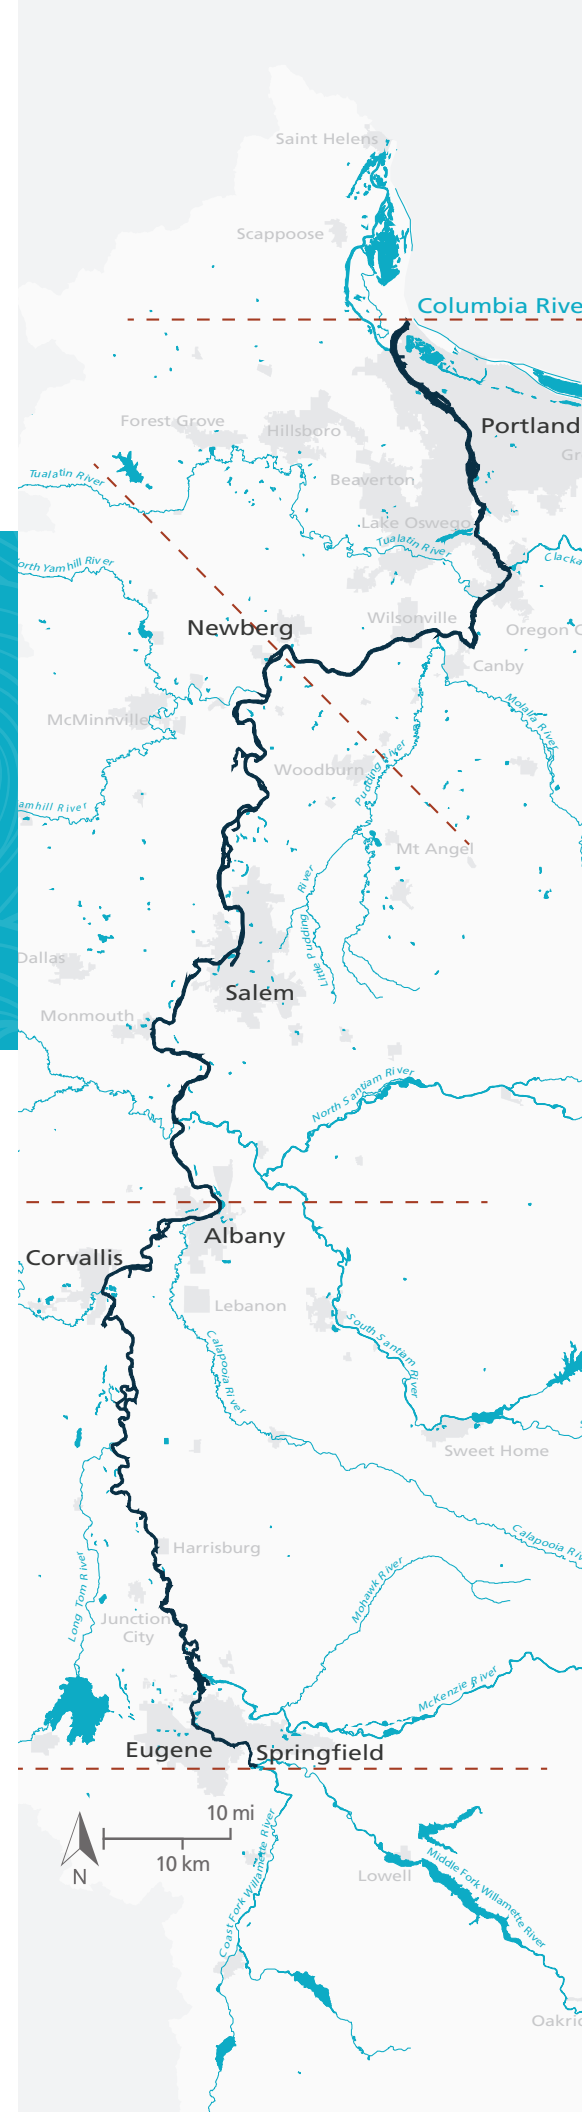 Saint Helens
Scappoose
Columbia Rive
Portland
Forest Grove
Hillsboro
Gr
Tualatin River
Beaverton
Lake Oswego
Tualatin River
Clacka
orth Yamhill River
Wilsonville
Newberg
Oregon C
Canby
McMinnville
Molalla River
Woodburn
Pudding River
amhill River
Mt Angel
Little Pudding River
Dallas
Salem
Monmouth
North Santiam River
Albany
Corvallis
Lebanon
South Santiam River
Calapooia River
Sweet Home
Calapooia Riv
Harrisburg
Mohawk River
Long Tom River
Junction
City
McKenzie River
Eugene
Springfield
10 mi
10 km
N
Coast Fork Willamette River
Lowell
Middle Fork Willamette River
Oakrid